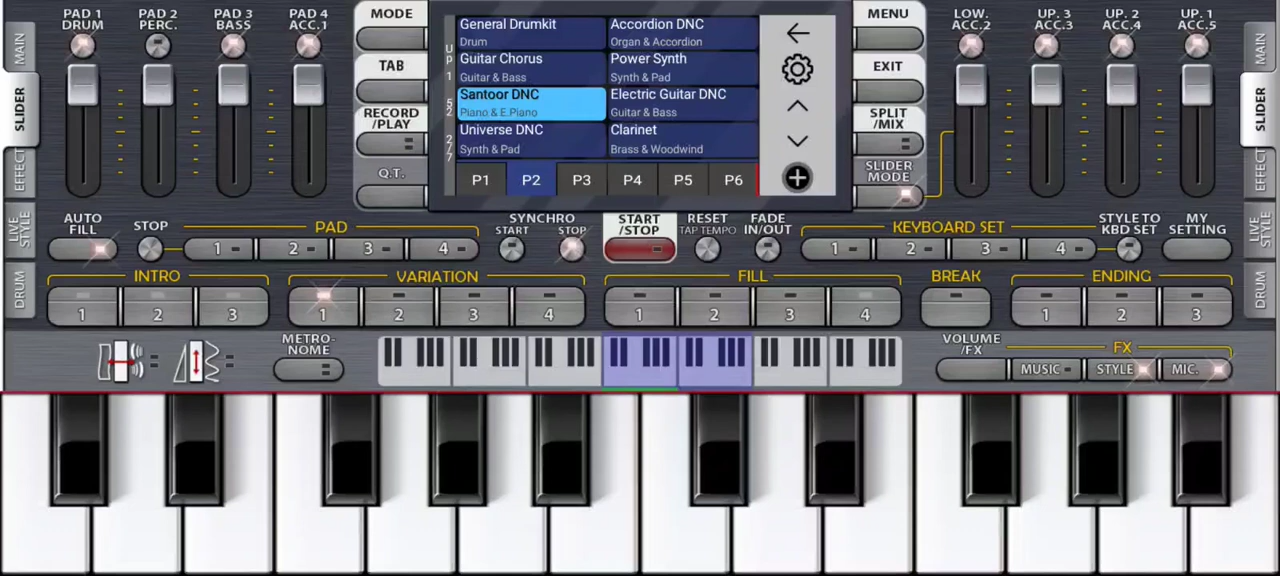 PAD 1 DRUM
PAD 2 PERC.
PAD 3 BASS
PAD 4 ACC.1
MODE
MENU
LOW. ACC.2
UP. 3 ACC.3
UP. 2 ACC.4
UP. 1 ACC.5
MAIN
SLIDER
EFFECT
LIVE STYLE
DRUM
TAB
RECORD /PLAY
Q.T.
Up 1
52
2/7
General Drumkit
Drum
Accordion DNC
Organ & Accordion
Guitar Chorus
Guitar & Bass
Power Synth
Synth & Pad
Santoor DNC
Piano & E.Piano
Electric Guitar DNC
Guitar & Bass
Universe DNC
Synth & Pad
Clarinet
Brass & Woodwind
P1
P2
P3
P4
P5
P6
EXIT
SPLIT /MIX
SLIDER MODE
MAIN
SLIDER
EFFECT
LIVE STYLE
DRUM
AUTO FILL
STOP
PAD
1
2
3
4
SYNCHRO
START
STOP
START /STOP
RESET
TAP TEMPO
FADE IN/OUT
KEYBOARD SET
1
2
3
4
STYLE TO KBD SET
MY SETTING
INTRO
1
2
3
VARIATION
1
2
3
4
FILL
1
2
3
4
BREAK
ENDING
1
2
3
METRO-NOME
VOLUME /FX
FX
MUSIC
STYLE
MIC.